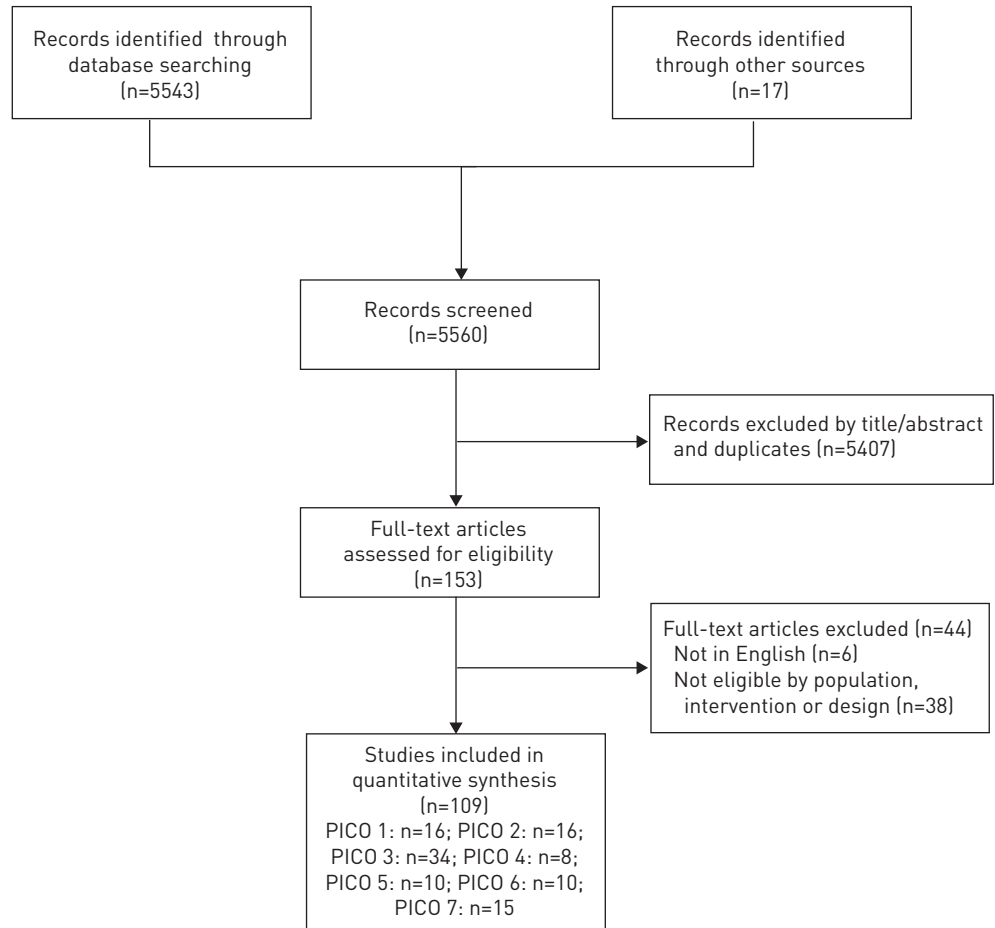 Records identified through
database searching
(n=5543)
Records identified
through other sources
(n=17)
Records screened
(n=5560)
Records excluded by title/abstract
and duplicates (n=5407)
Full-text articles
assessed for eligibility
(n=153)
Full-text articles excluded (n=44)
Not in English (n=6)
Not eligible by population,
intervention or design (n=38)
Studies included in
quantitative synthesis
(n=109)
PICO 1: n=16; PICO 2: n=16;
PICO 3: n=34; PICO 4: n=8;
PICO 5: n=10; PICO 6: n=10;
PICO 7: n=15